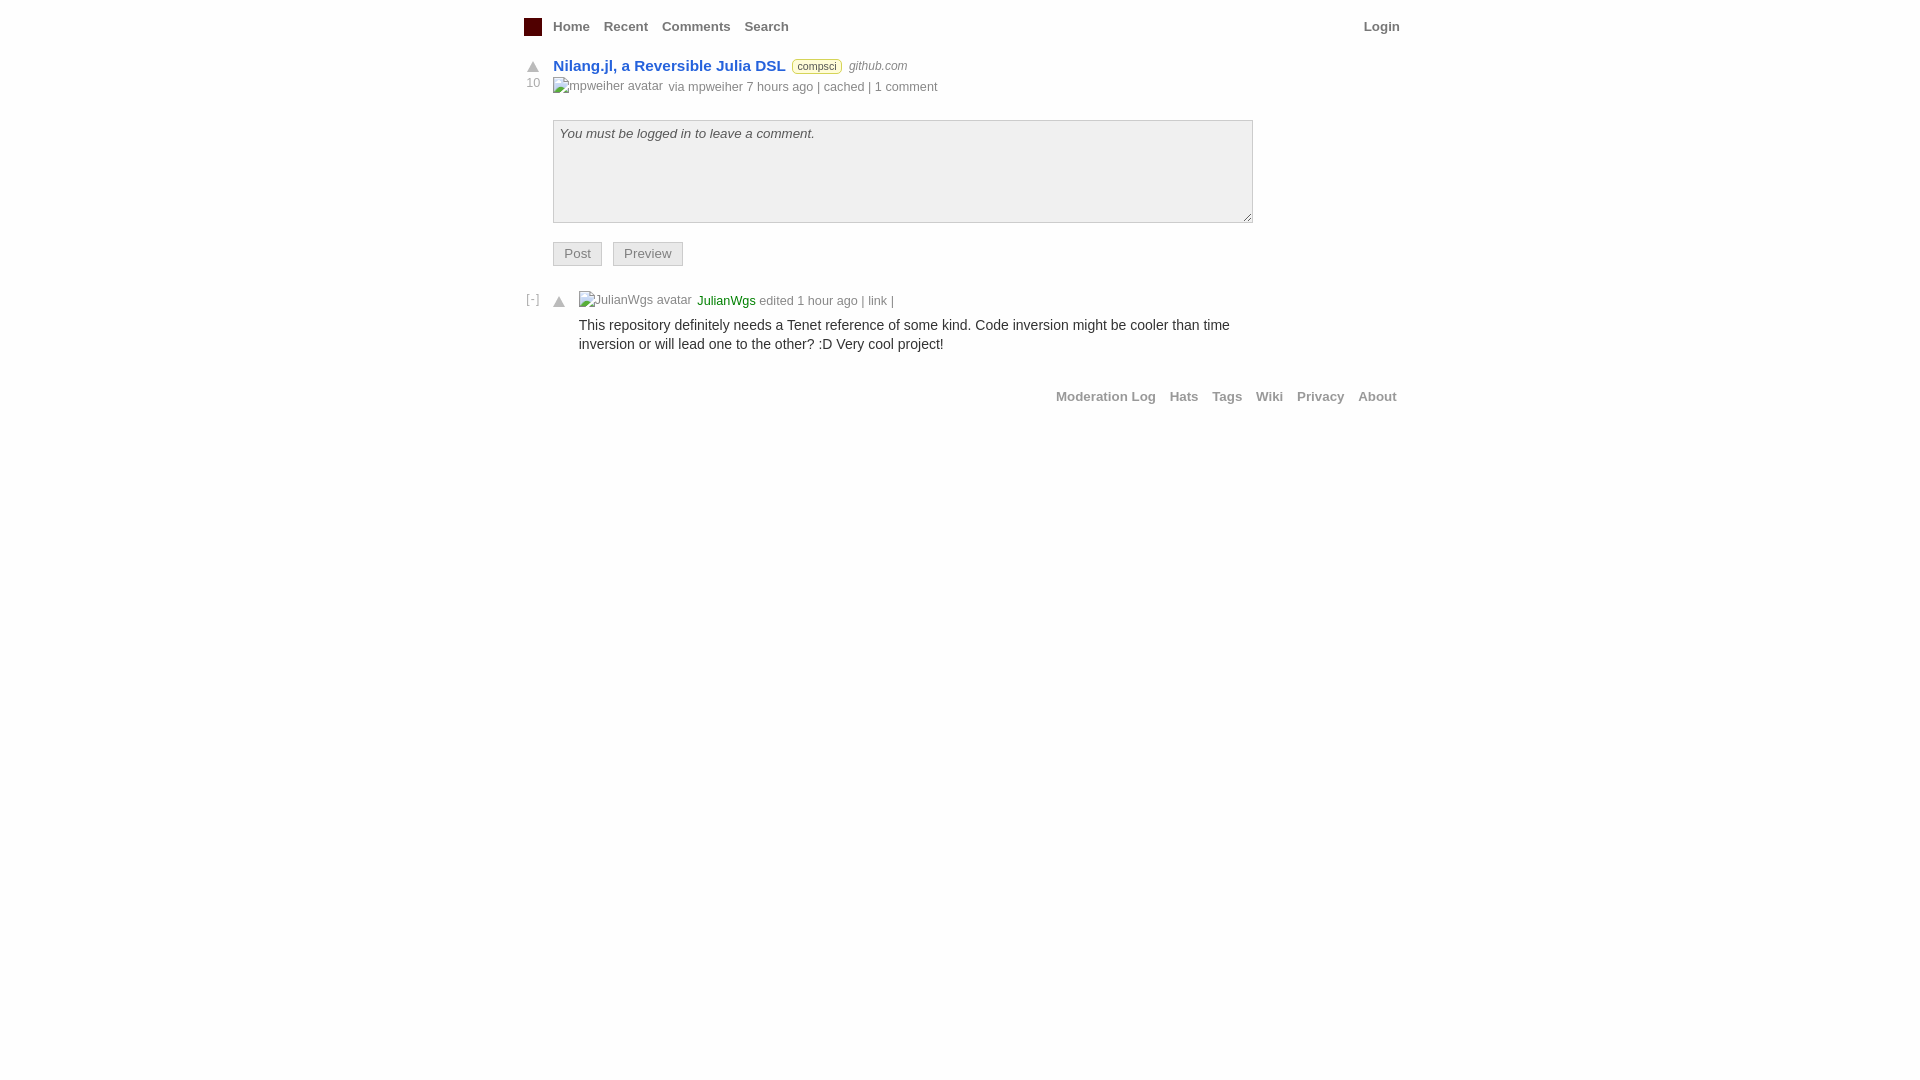 Home Recent Comments Search Login
Nilang.jl, a Reversible Julia DSL compsci github.com
10
mpweiher avatar via mpweiher 7 hours ago | cached | 1 comment
You must be logged in to leave a comment.
Post Preview
[-] JulianWgs avatar JulianWgs edited 1 hour ago | link |
This repository definitely needs a Tenet reference of some kind. Code inversion might be cooler than time
inversion or will lead one to the other? :D Very cool project!
Moderation Log Hats Tags Wiki Privacy About